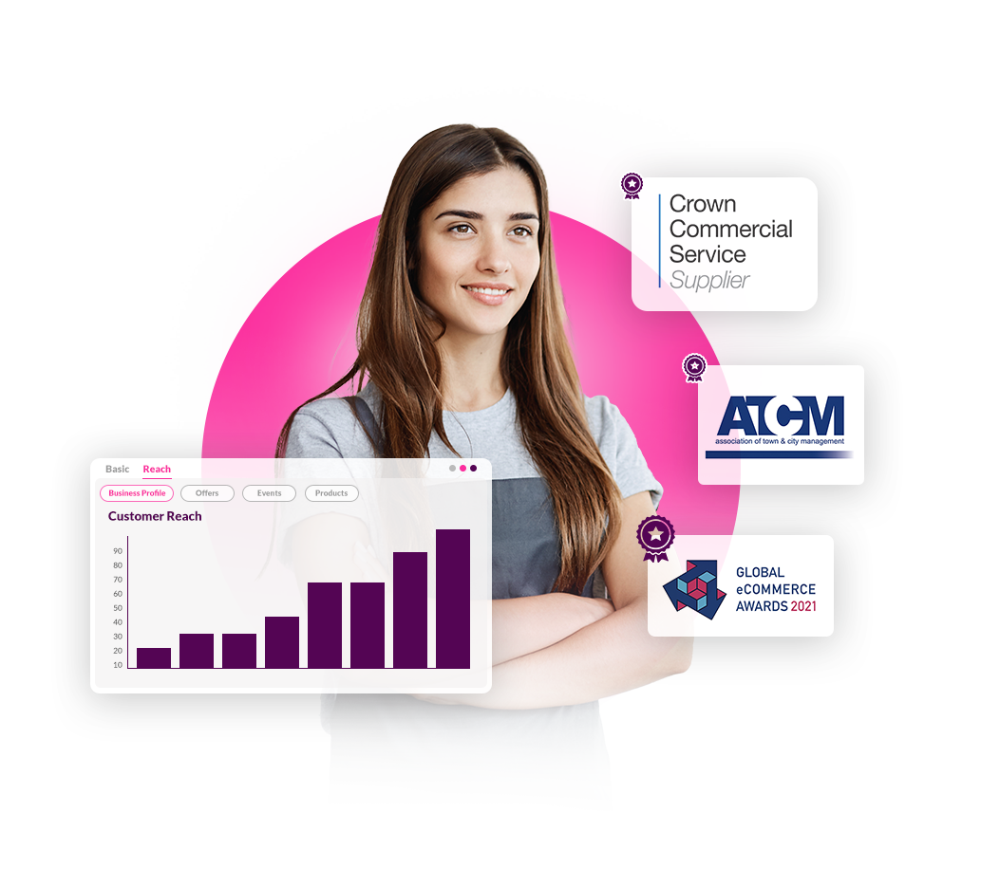 Crown
Commercial
Service
Supplier
ATCM
association of town & city management
Basic Reach
Business Profile Offers Events Products
Customer Reach
90
80
70
60
50
40
30
20
10
GLOBAL
eCOMMERCE
AWARDS 2021